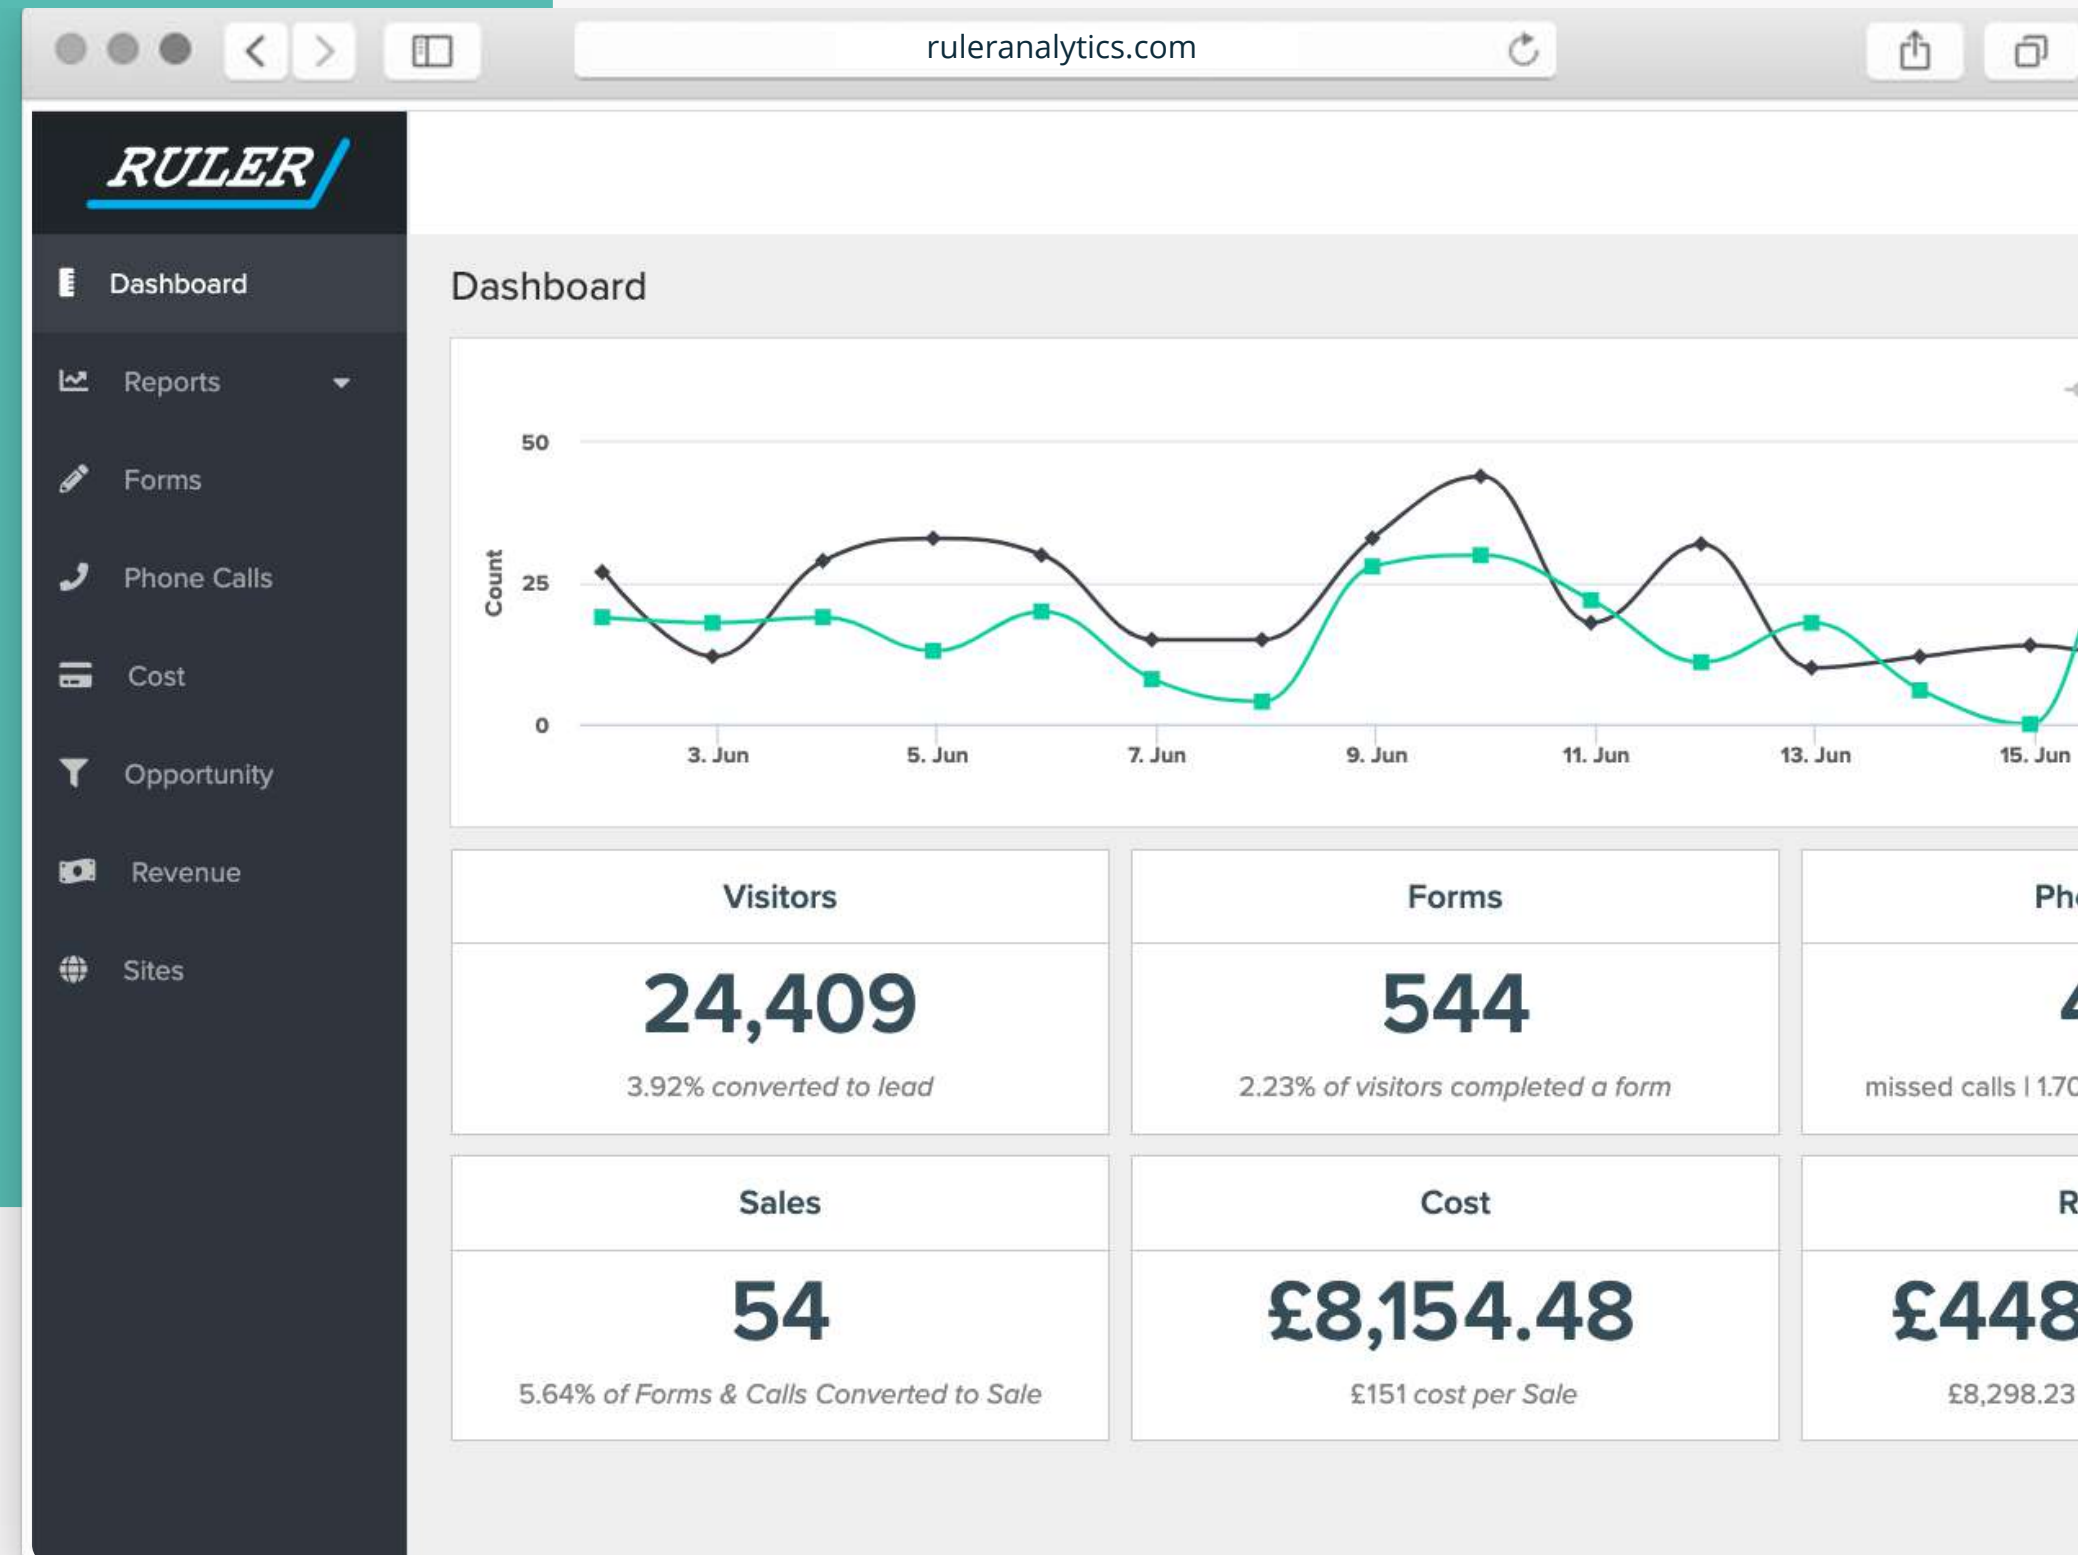 ruleranalytics.com
RULER
Dashboard
Reports
Forms
Phone Calls
Cost
Opportunity
Revenue
Sites
Dashboard
Count
50
25
0
3. Jun 5. Jun 7. Jun 9. Jun 11. Jun 13. Jun 15. Jun
Visitors
24,409
3.92% converted to lead
Forms
544
2.23% of visitors completed a form
missed calls | 1.70
Sales
54
5.64% of Forms & Calls Converted to Sale
Cost
£8,154.48
£151 cost per Sale
£448
£8,298.23